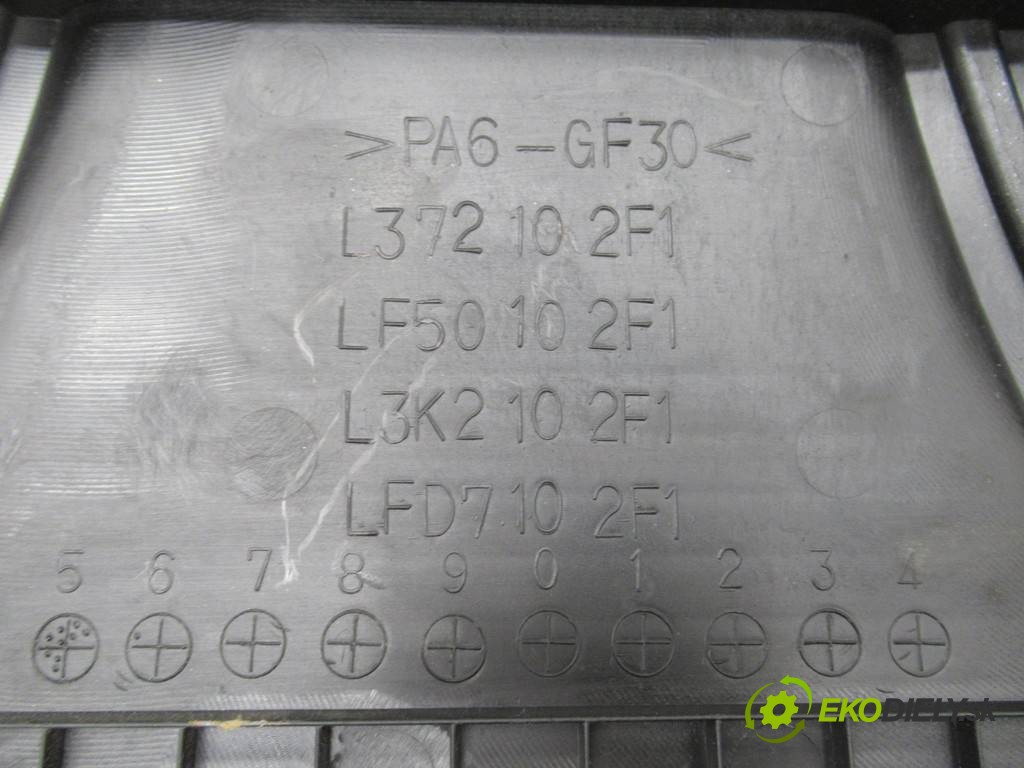 >PA6-GF30<
L372 10 2F1
LF50 10 2F1
L3K2 10 2F1
LFD7 10 2F1
5 6 7 8 9 0 1 2 3 4
EKODIELY.sk